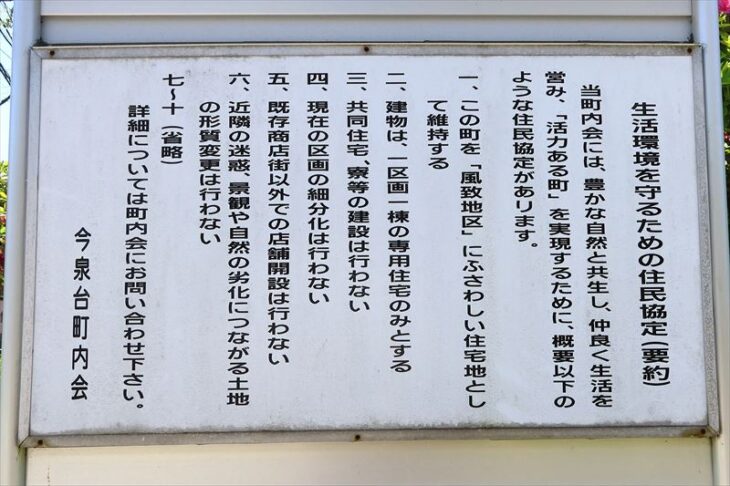 生活環境を守るための住民協定(要約)
当町内会には、豊かな自然と共生し、仲良く生活を
営み、「活力ある町」を実現するために、概要以下の
ような住民協定があります。
一、この町を「風致地区」にふさわしい住宅地とし
て維持する
二、建物は、一区画一棟の専用住宅のみとする
三、共同住宅、寮等の建設は行わない
四、現在の区画の細分化は行わない
五、既存商店街以外での店舗開設は行わない
六、近隣の迷惑、景観や自然の劣化につながる土地
の形質変更は行わない
七〜十(省略)
詳細については町内会にお問い合わせ下さい。
今泉台町内会